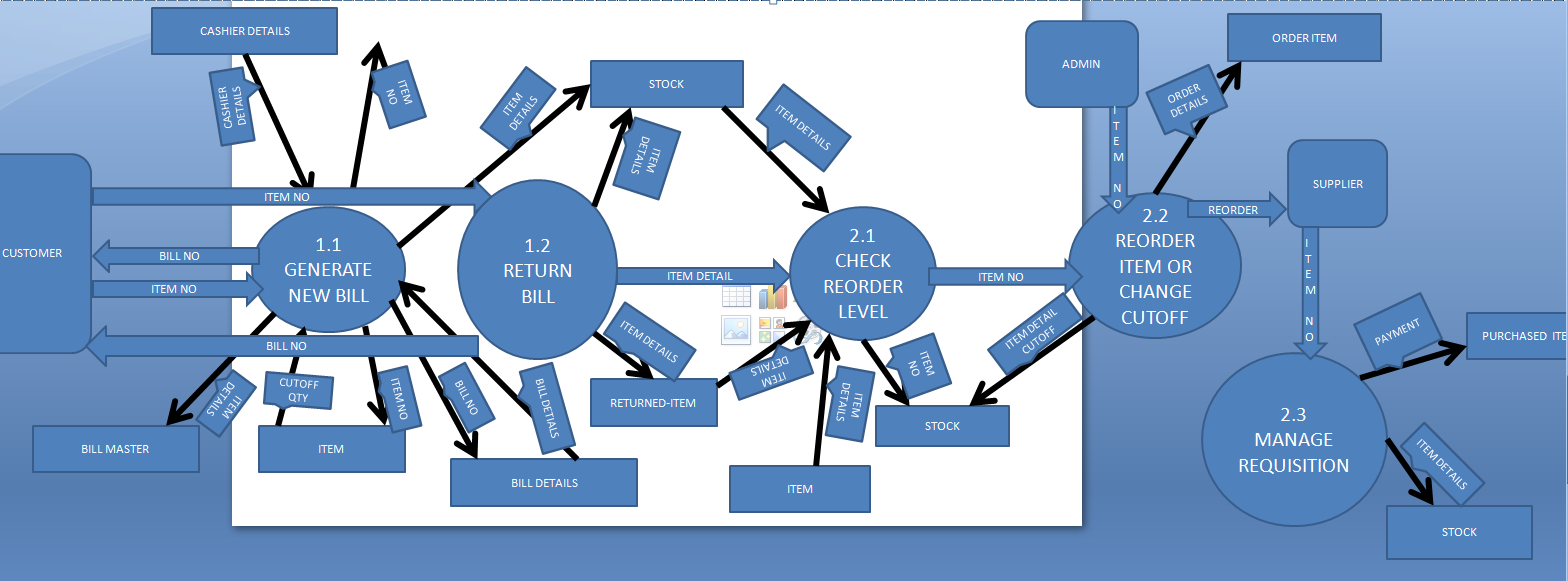 CASHIER DETAILS
CASHIER
DETAILS
ITEM
NO
ITEM
DETAILS
STOCK
ITEM
DETAILS
ITEM DETAILS
ADMIN
ITEM NO
ORDER
DETAILS
ORDER ITEM
CUSTOMER
ITEM NO
BILL NO
ITEM NO
BILL NO
1.1
GENERATE
NEW BILL
1.2
RETURN
BILL
ITEM DETAIL
2.1
CHECK
REORDER
LEVEL
ITEM NO
2.2
REORDER
ITEM OR
CHANGE
CUTOFF
REORDER
SUPPLIER
ITEM NO
ITEM
DETAILS
BILL MASTER
CUTOFF
QTY
ITEM
ITEM NO
BILL NO
BILL DETIALS
BILL DETAILS
ITEM DETAILS
RETURNED-ITEM
ITEM
DETAILS
ITEM
DETAILS
ITEM
ITEM
NO
STOCK
ITEM DETAIL
CUTOFF
2.3
MANAGE
REQUISITION
PAYMENT
PURCHASED ITE
ITEM DETAILS
STOCK